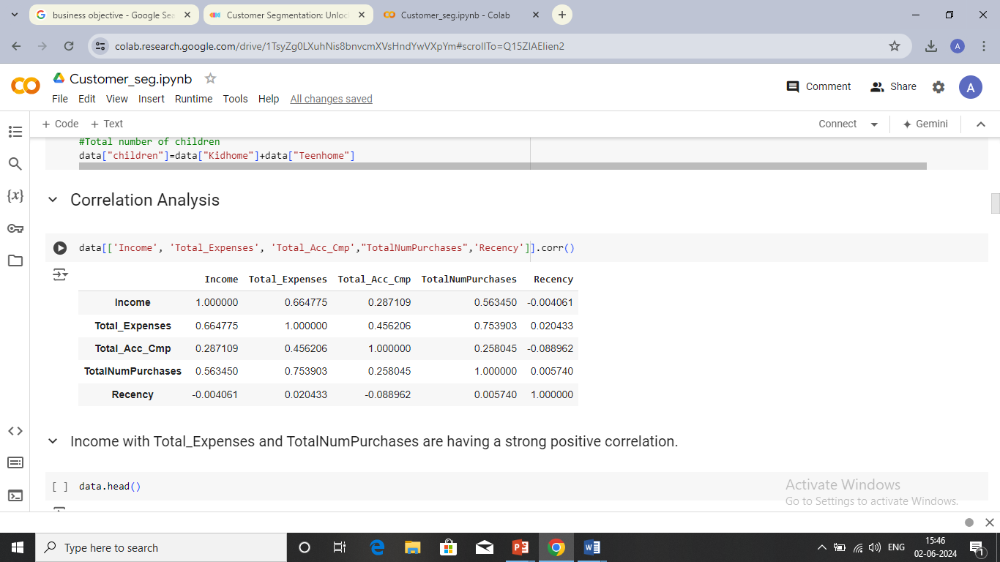 business objective - Google Sea
Customer Segmentation: Unloc
Customer_seg.ipynb - Colab
colab.research.google.com/drive/1TsyZg0LXuhNis8bnvcmXVsHndYwVXpYm#scrollTo=Q15ZIAElien2
A
Customer_seg.ipynb
Comment
Share
A
File Edit View Insert Runtime Tools Help All changes saved
+ Code + Text
Connect
Gemini
#Total number of children
data["children"]=data["Kidhome"]+data["Teenhome"]
{x}
Correlation Analysis
data[['Income', 'Total_Expenses', 'Total_Acc_Cmp',"TotalNumPurchases",'Recency']].corr()
Income Total_Expenses Total_Acc_Cmp TotalNumPurchases Recency
Income 1.000000 0.664775 0.287109 0.563450 -0.004061
Total_Expenses 0.664775 1.000000 0.456206 0.753903 0.020433
Total_Acc_Cmp 0.287109 0.456206 1.000000 0.258045 -0.088962
TotalNumPurchases 0.563450 0.753903 0.258045 1.000000 0.005740
Recency -0.004061 0.020433 -0.088962 0.005740 1.000000
Income with Total_Expenses and TotalNumPurchases are having a strong positive correlation.
[ ] data.head()
Activate Windows
Go to Settings to activate Windows.
Type here to search
ENG
15:46
02-06-2024
1